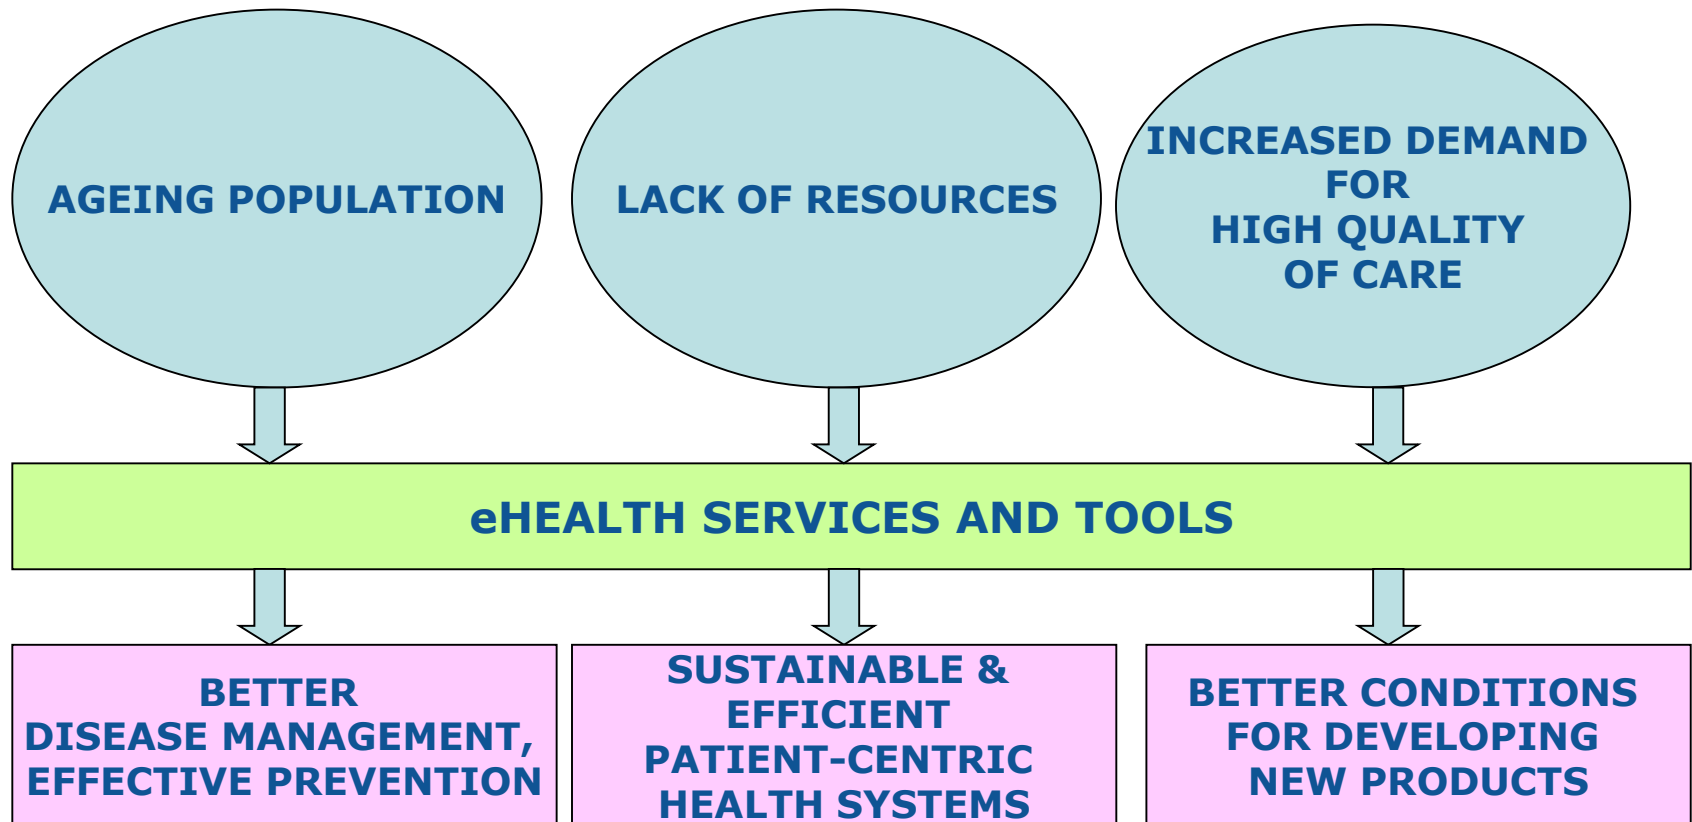 AGEING POPULATION
LACK OF RESOURCES
INCREASED DEMAND
FOR
HIGH QUALITY
OF CARE
eHEALTH SERVICES AND TOOLS
BETTER
DISEASE MANAGEMENT,
EFFECTIVE PREVENTION
SUSTAINABLE &
EFFICIENT
PATIENT-CENTRIC
HEALTH SYSTEMS
BETTER CONDITIONS
FOR DEVELOPING
NEW PRODUCTS